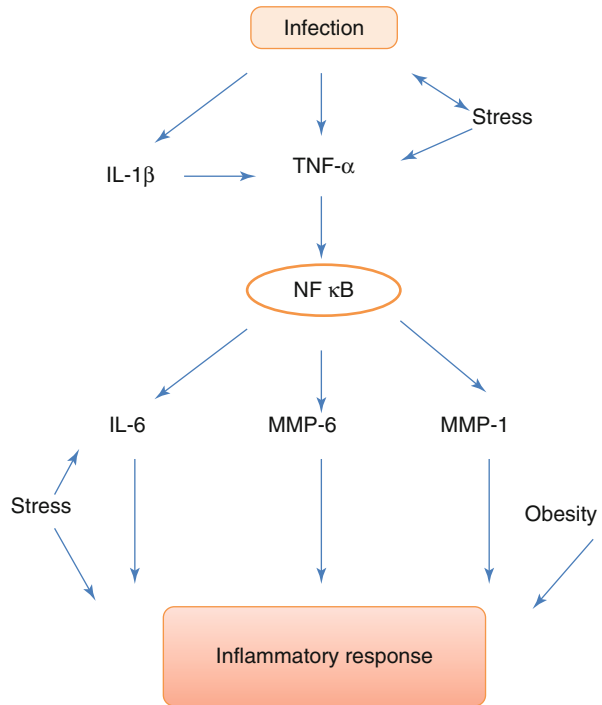 Infection
Stress
IL-1β
TNF-α
NF κB
IL-6
MMP-6
MMP-1
Stress
Obesity
Inflammatory response